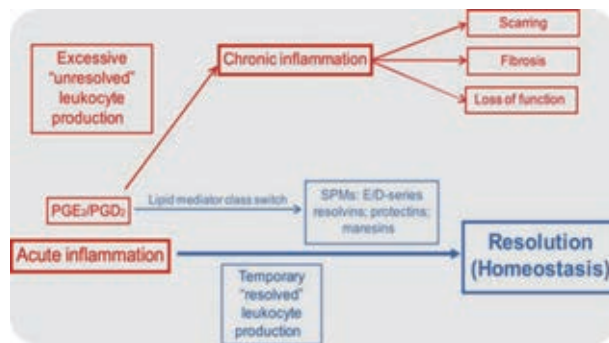 Scarring
Excessive
"unresolved"
leukocyte
production
Chronic inflammation
Fibrosis
Loss of function
PGE₂/PGD₂
Lipid mediator class switch
SPMs: E/D-series
resolvins; protectins;
maresins
Acute inflammation
Resolution
(Homeostasis)
Temporary
"resolved"
leukocyte
production